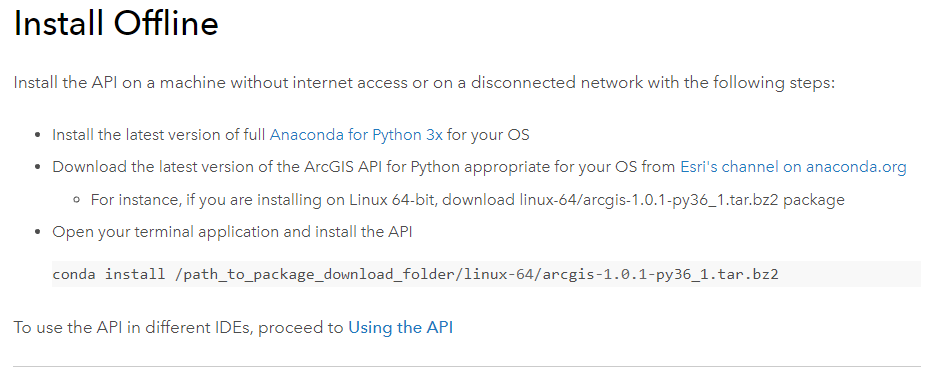 Install Offline
Install the API on a machine without internet access or on a disconnected network with the following steps:
• Install the latest version of full Anaconda for Python 3x for your OS
• Download the latest version of the ArcGIS API for Python appropriate for your OS from Esri's channel on anaconda.org
◦ For instance, if you are installing on Linux 64-bit, download linux-64/arcgis-1.0.1-py36_1.tar.bz2 package
• Open your terminal application and install the API
conda install /path_to_package_download_folder/linux-64/arcgis-1.0.1-py36_1.tar.bz2
To use the API in different IDEs, proceed to Using the API